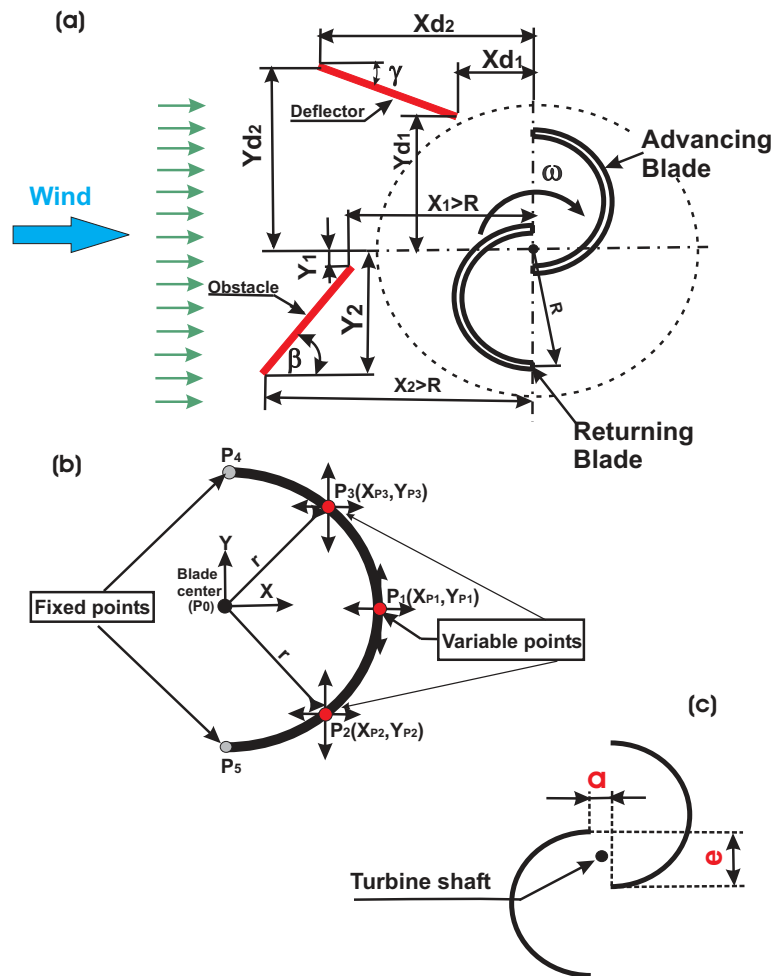 (a)
Xd2
Xd1
γ
Deflector
Yd2
Yd1
Advancing
Blade
ω
Wind
X1>R
Y1
Obstacle
Y2
R
β
X2>R
Returning
Blade
(b)
P4
P3(XP3,YP3)
Y
r
Blade
center
(P0)
X
Fixed points
P1(XP1,YP1)
Variable points
r
P2(XP2,YP2)
P5
(c)
a
e
Turbine shaft